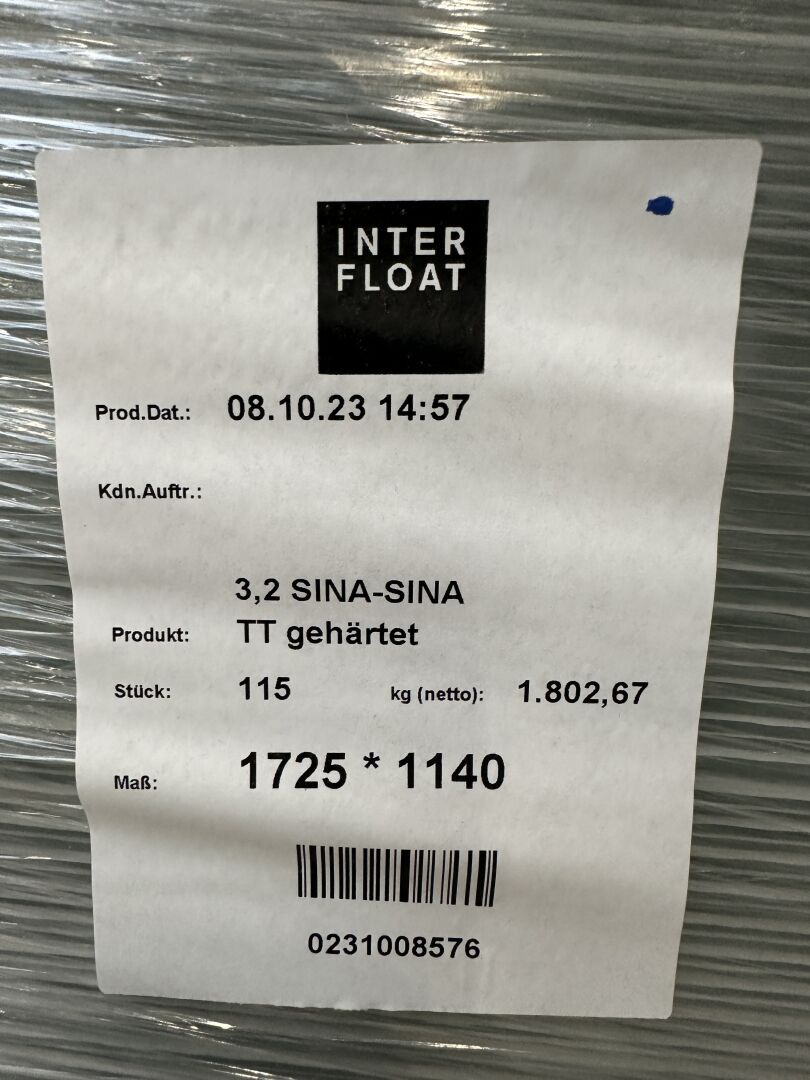 INTER
FLOAT
Prod.Dat.: 08.10.23 14:57
Kdn.Auftr.:
3,2 SINA-SINA
Produkt: TT gehärtet
Stück: 115 kg (netto): 1.802,67
Maß: 1725 * 1140
0231008576